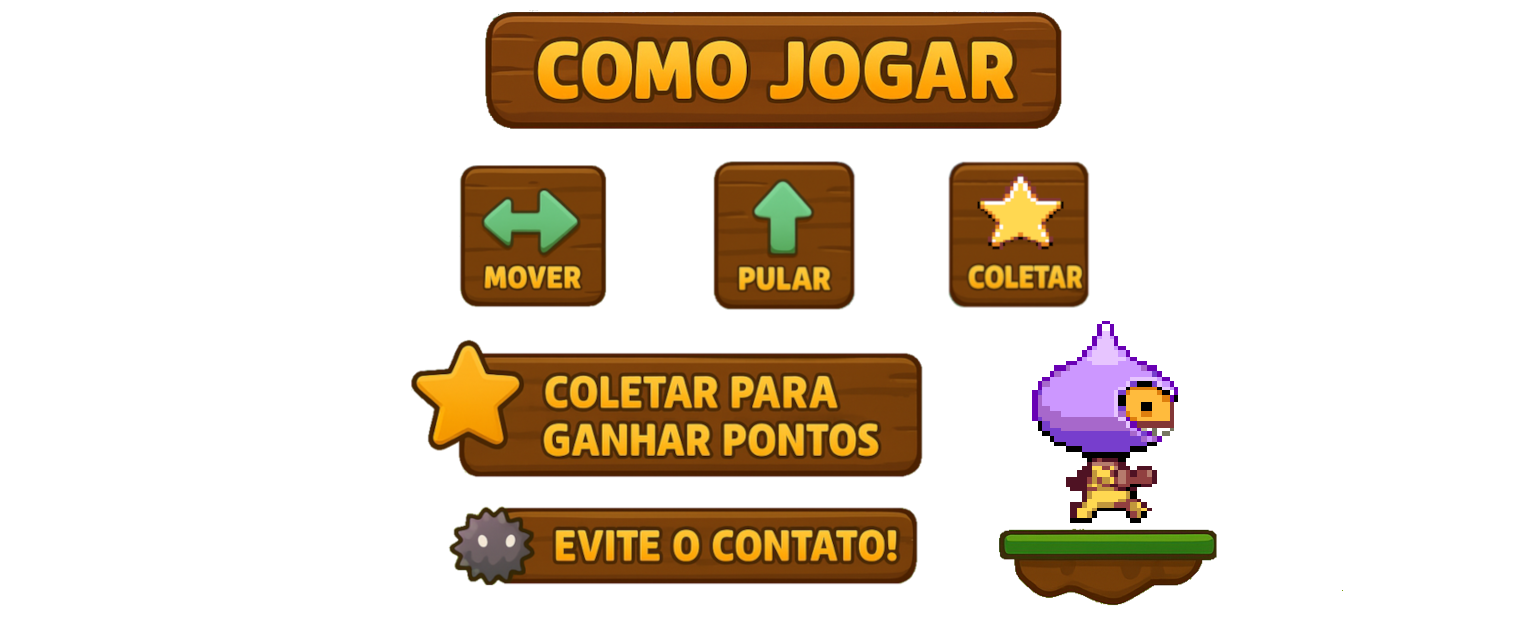 COMO JOGAR
MOVER
PULAR
COLETAR
COLETAR PARA
GANHAR PONTOS
EVITE O CONTATO!